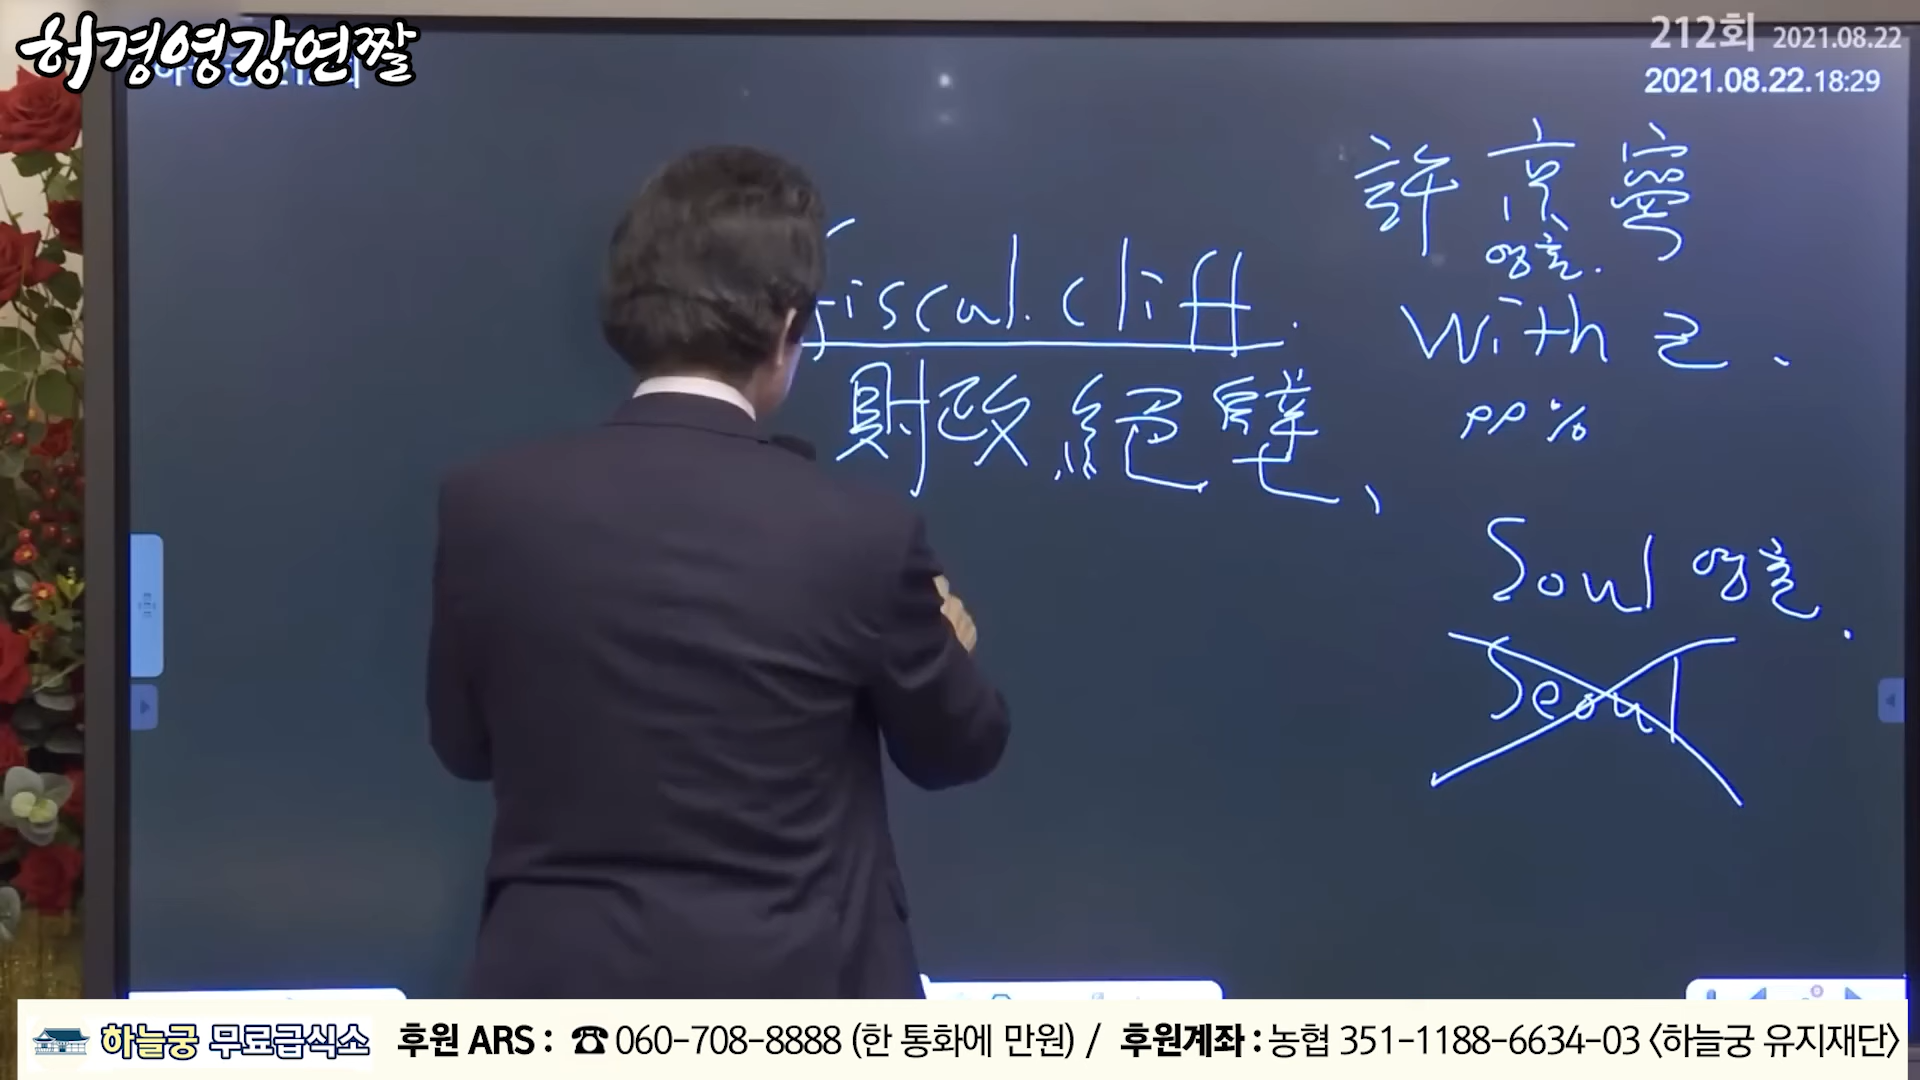 허경영강연짤
212회 2021.08.22
2021.08.22.18:29
許京寧
영혼.
With 근、
99%
fiscal. cliff.
財政絕壁、
Soul 영혼.
Seoul
하늘궁 무료급식소 후원 ARS : ☎ 060-708-8888 (한 통화에 만원) / 후원계좌 : 농협 351-1188-6634-03 〈하늘궁 유지재단〉